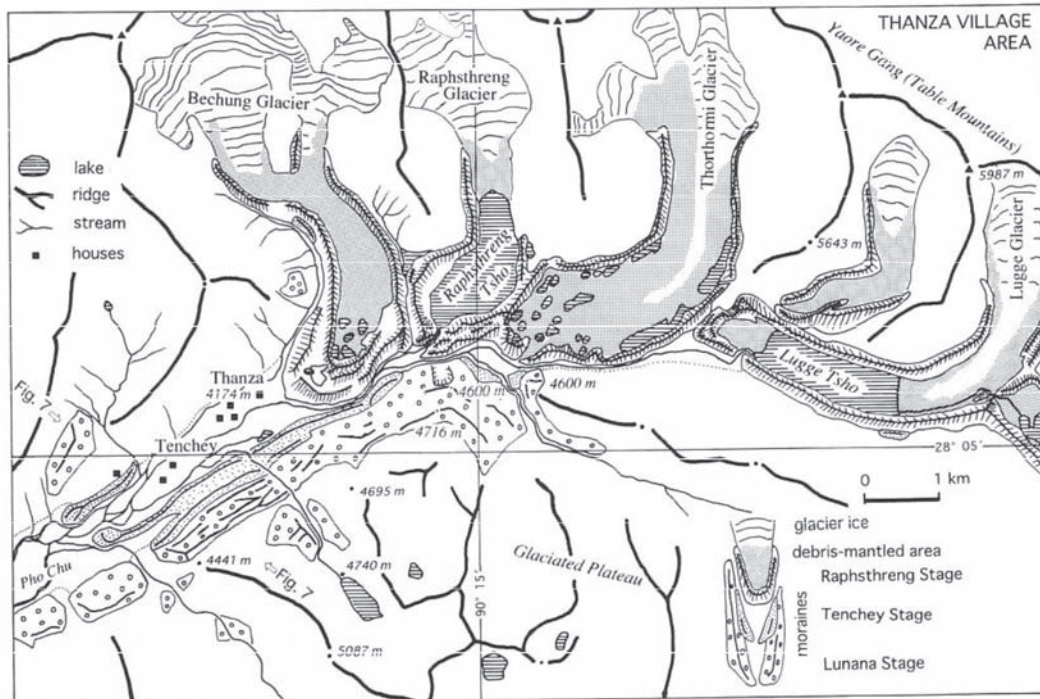 THANZA VILLAGE
AREA
Yaore Gang (Table Mountains)
Bechung Glacier
Raphsthreng
Glacier
Thorthormi Glacier
lake
ridge
stream
houses
5987 m
5643 m
Lugge Glacier
Raphsthreng
Tsho
Lugge Tsho
Thanza
4174 m
4600 m
4600 m
Fig. 7
Tenchey
4716 m
28° 05′
4695 m
0 1 km
glacier ice
debris-mantled area
Raphsthreng Stage
Tenchey Stage
Lunana Stage
moraines
Glaciated Plateau
Pho Chu
4441 m
Fig. 7
4740 m
90° 15′
5087 m